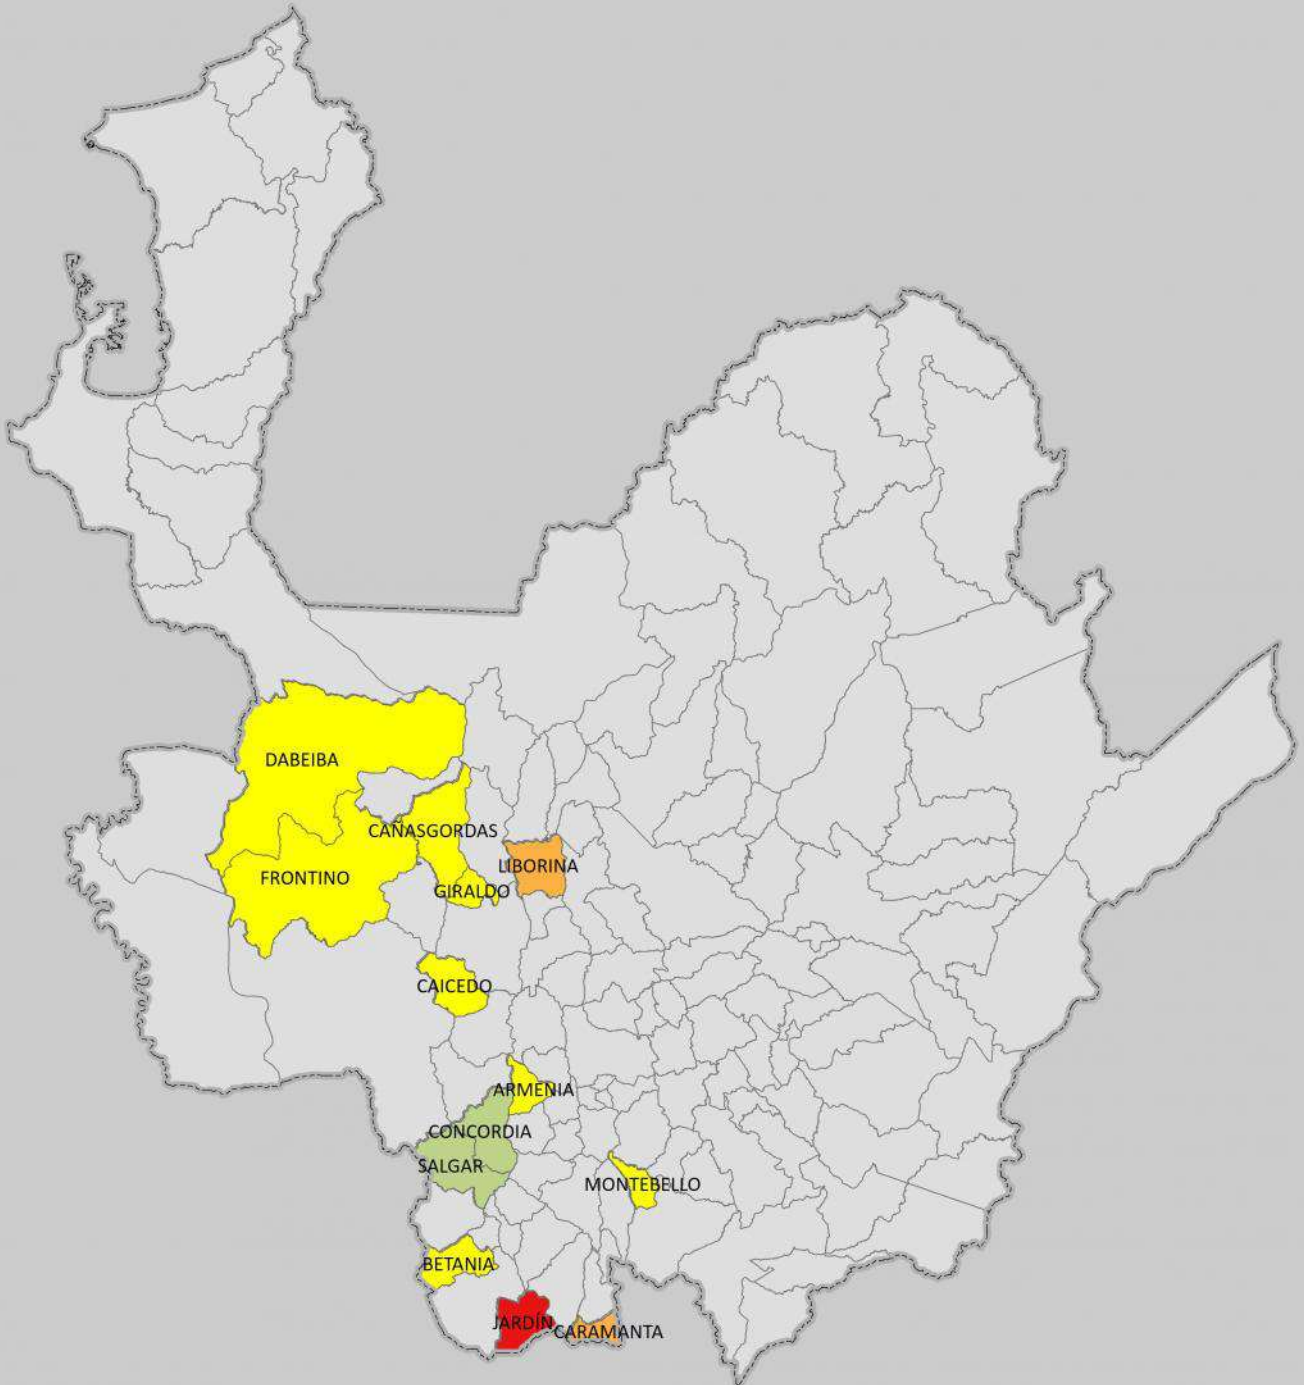 DABEIBA
CAÑASGORDAS
LIBORINA
FRONTINO
GIRALDO
CAICEDO
ARMENIA
CONCORDIA
SALGAR
MONTEBELLO
BETANIA
JARDÍN
CARAMANTA